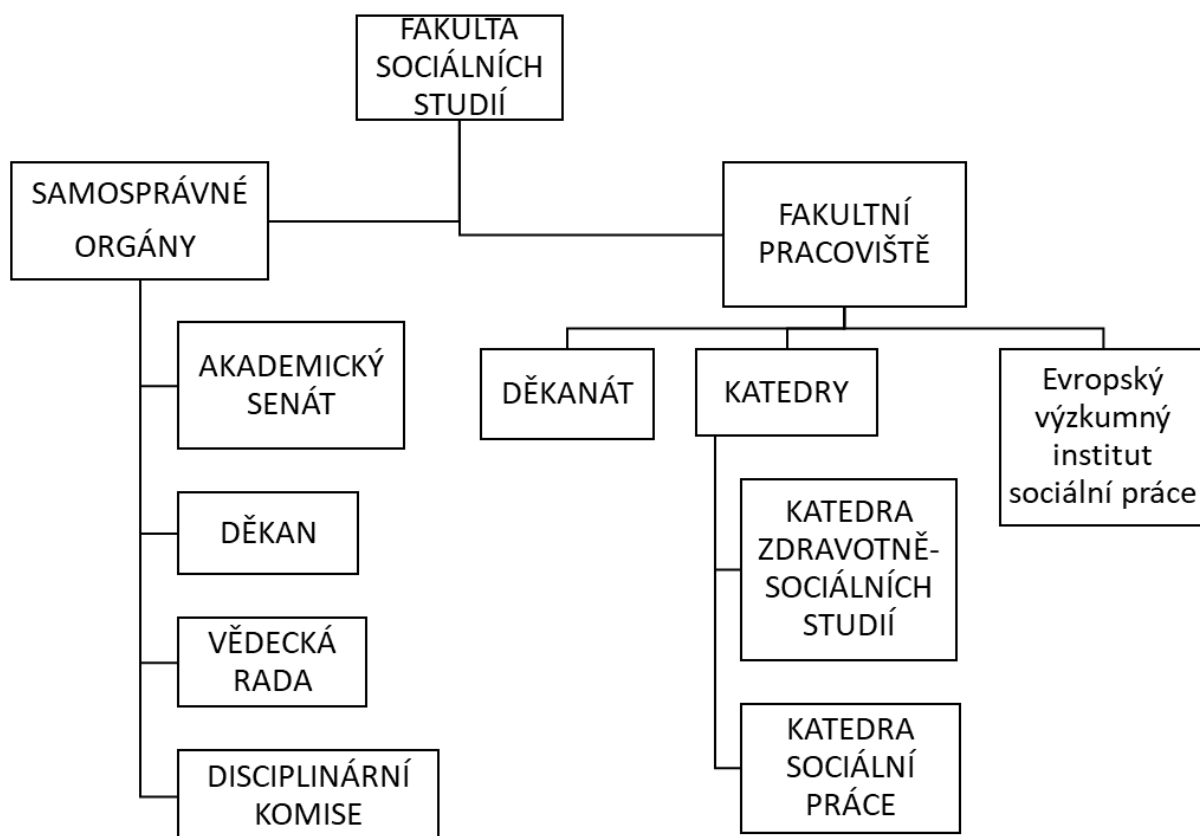 FAKULTA
SOCIÁLNÍCH
STUDIÍ
SAMOSPRÁVNÉ
ORGÁNY
AKADEMICKÝ
SENÁT
DĚKAN
VĚDECKÁ
RADA
DISCIPLINÁRNÍ
KOMISE
FAKULTNÍ
PRACOVIŠTĚ
DĚKANÁT
KATEDRY
KATEDRA
ZDRAVOTNĚ-
SOCIÁLNÍCH
STUDIÍ
KATEDRA
SOCIÁLNÍ
PRÁCE
Evropský
výzkumný
institut
sociální práce